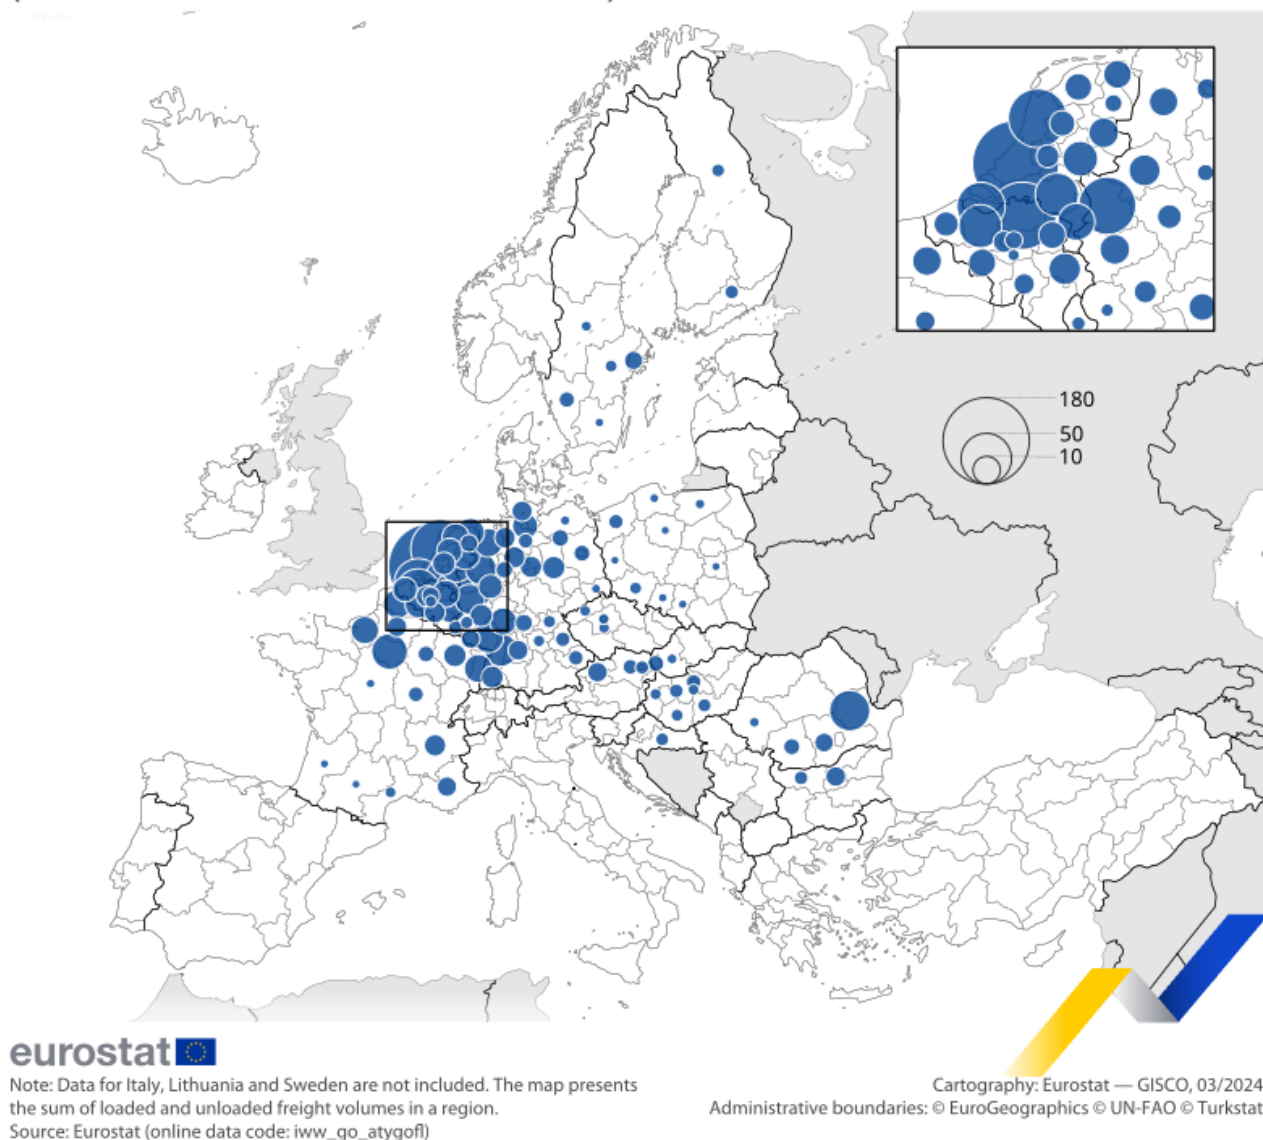 180
50
10
eurostat
Note: Data for Italy, Lithuania and Sweden are not included. The map presents
the sum of loaded and unloaded freight volumes in a region.
Source: Eurostat (online data code: iww_go_atygofl)
Cartography: Eurostat — GISCO, 03/2024
Administrative boundaries: © EuroGeographics © UN-FAO © Turkstat